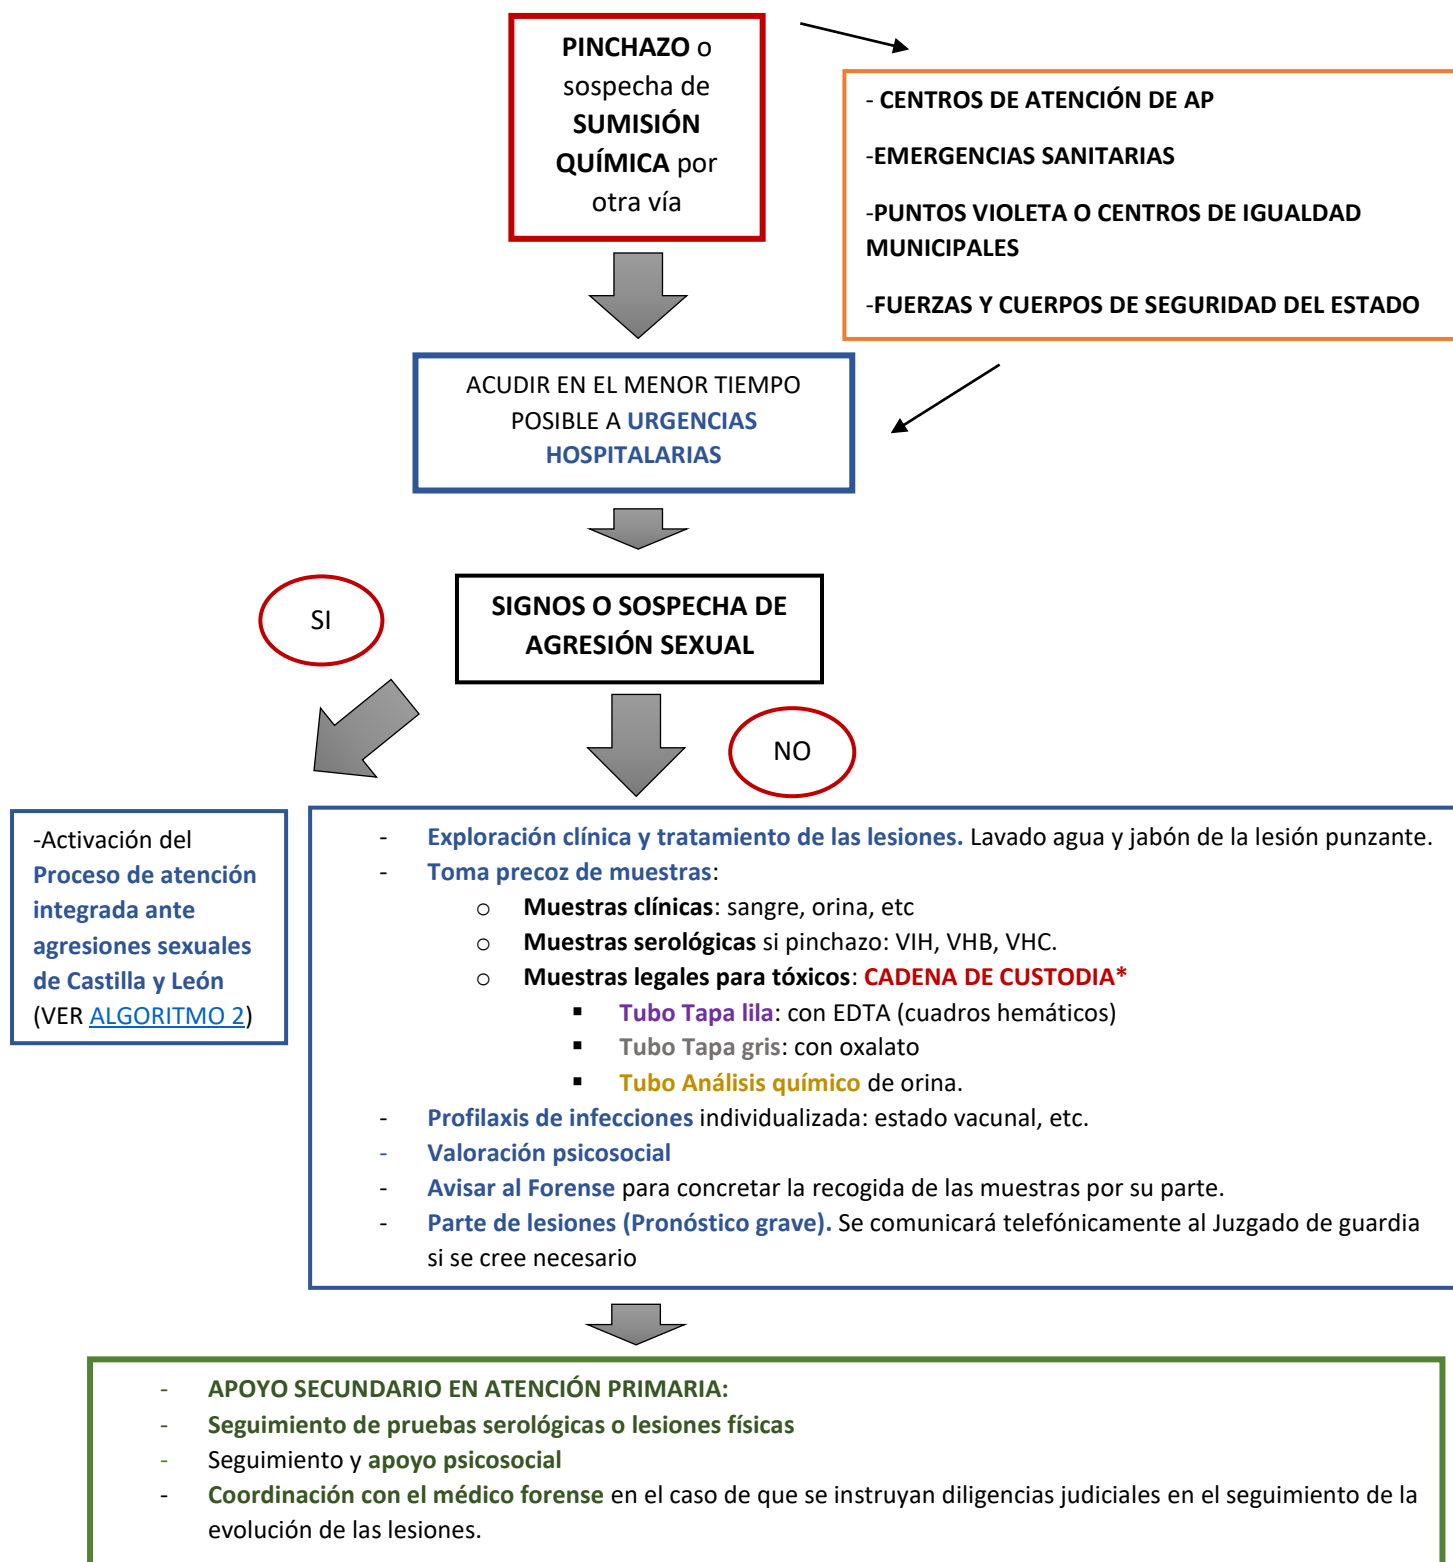 PINCHAZO o
sospecha de
SUMISIÓN
QUÍMICA por
otra vía
- CENTROS DE ATENCIÓN DE AP
-EMERGENCIAS SANITARIAS
-PUNTOS VIOLETA O CENTROS DE IGUALDAD
MUNICIPALES
-FUERZAS Y CUERPOS DE SEGURIDAD DEL ESTADO
ACUDIR EN EL MENOR TIEMPO
POSIBLE A URGENCIAS
HOSPITALARIAS
SI
SIGNOS O SOSPECHA DE
AGRESIÓN SEXUAL
NO
-Activación del
Proceso de atención
integrada ante
agresiones sexuales
de Castilla y León
(VER ALGORITMO 2)
- Exploración clínica y tratamiento de las lesiones. Lavado agua y jabón de la lesión punzante.
- Toma precoz de muestras:
o Muestras clínicas: sangre, orina, etc
o Muestras serológicas si pinchazo: VIH, VHB, VHC.
o Muestras legales para tóxicos: CADENA DE CUSTODIA*
▪ Tubo Tapa lila: con EDTA (cuadros hemáticos)
▪ Tubo Tapa gris: con oxalato
▪ Tubo Análisis químico de orina.
- Profilaxis de infecciones individualizada: estado vacunal, etc.
- Valoración psicosocial
- Avisar al Forense para concretar la recogida de las muestras por su parte.
- Parte de lesiones (Pronóstico grave). Se comunicará telefónicamente al Juzgado de guardia
si se cree necesario
- APOYO SECUNDARIO EN ATENCIÓN PRIMARIA:
- Seguimiento de pruebas serológicas o lesiones físicas
- Seguimiento y apoyo psicosocial
- Coordinación con el médico forense en el caso de que se instruyan diligencias judiciales en el seguimiento de la
evolución de las lesiones.